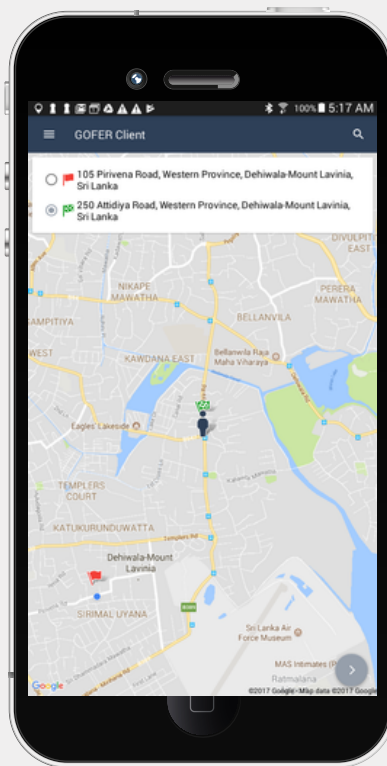 100% 5:17 AM
GOFER Client
105 Pirivena Road, Western Province, Dehiwala-Mount Lavinia,
Sri Lanka
250 Attidiya Road, Western Province, Dehiwala-Mount Lavinia,
Sri Lanka
DIVULPIT
EAST
NIKAPE
MAWATHA
PERERA
MAWATHA
SAMPITIYA
BELLANVILA
WEST
KAWDANA EAST
Bellanwila Raja
Maha Viharaya
Eagles' Lakeside
TEMPLERS
COURT
KATUKURUNDUWATTA
Templers Rd
Dehiwala-Mount
Lavinia
SIRIMAL UYANA
Sri Lanka Air
Force Museum
MAS Intimates (P
Ratmalana
Google
©2017 Google - Map data ©2017 Google